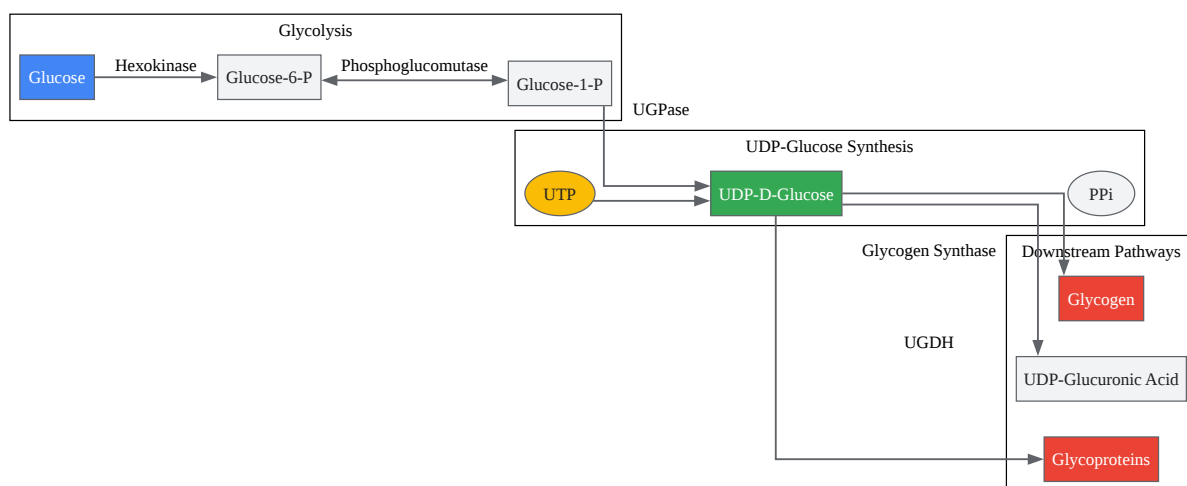 Glycolysis
Hexokinase
Phosphoglucomutase
Glucose
Glucose-6-P
Glucose-1-P
UGPase
UDP-Glucose Synthesis
UTP
UDP-D-Glucose
PPi
Glycogen Synthase
Downstream Pathways
Glycogen
UGDH
UDP-Glucuronic Acid
Glycoproteins